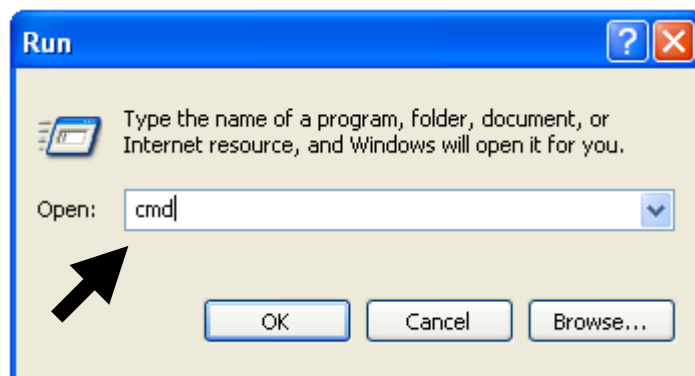 Run
Type the name of a program, folder, document, or
Internet resource, and Windows will open it for you.
Open: cmd
OK Cancel Browse...